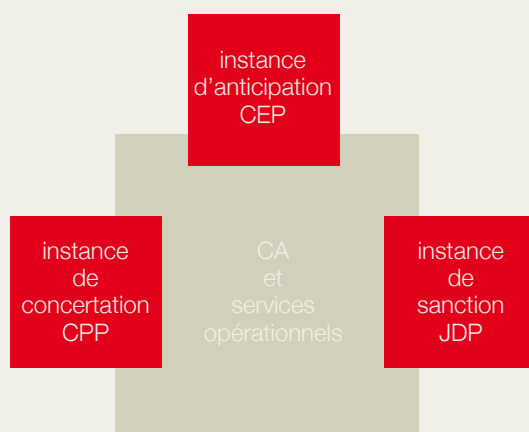 instance
d’anticipation
CEP
instance
de
concertation
CPP
CA
et
services
opérationnels
instance
de
sanction
JDP